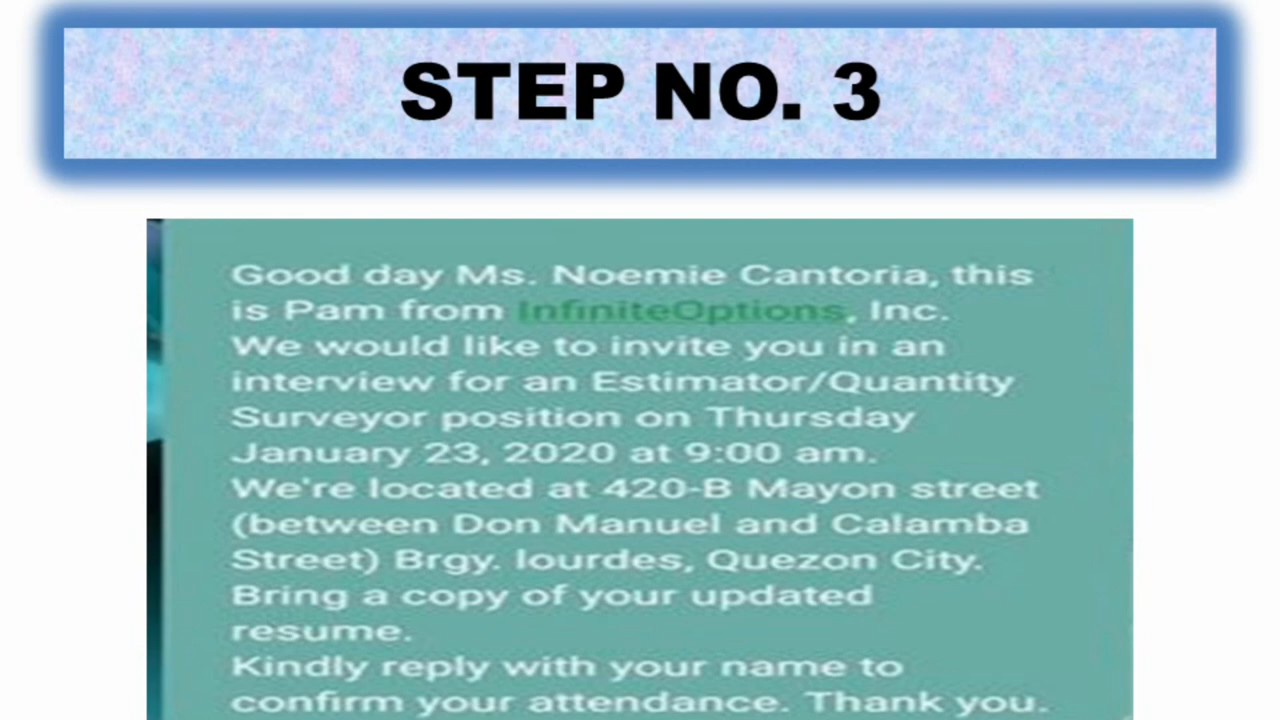 STEP NO. 3
Good day Ms. Noemie Cantoria, this
is Pam from InfiniteOptions, Inc.
We would like to invite you in an
interview for an Estimator/Quantity
Surveyor position on Thursday
January 23, 2020 at 9:00 am.
We're located at 420-B Mayon street
(between Don Manuel and Calamba
Street) Brgy. lourdes, Quezon City.
Bring a copy of your updated
resume.
Kindly reply with your name to
confirm your attendance. Thank you.